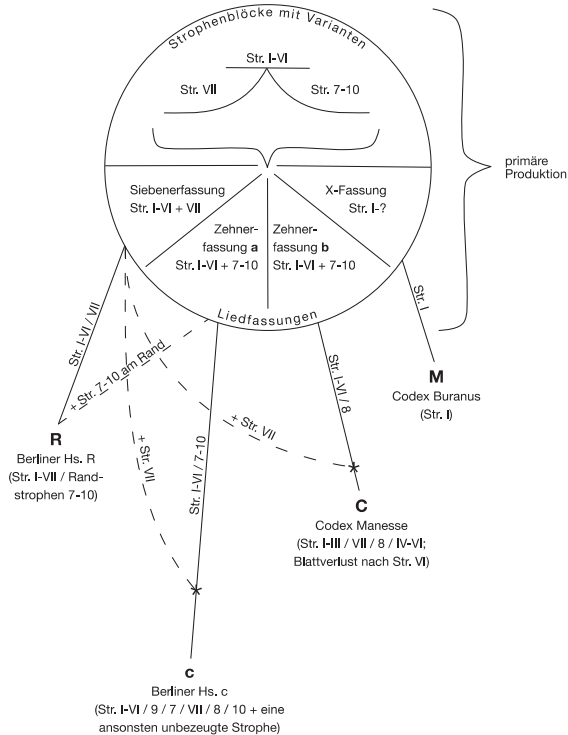 Strophenblöcke mit Varianten
Str. I-VI
Str. VII
Str. 7-10
primäre
Produktion
Siebenerfassung
Str. I-VI + VII
X-Fassung
Str. I-?
Zehner-
fassung a
Str. I-VI + 7-10
Zehner-
fassung b
Str. I-VI + 7-10
Liedfassungen
Str. I-VI / VII
+ Str. 7-10 am Rand
+ Str. VII
Str. I-VI / 7-10
+ Str. VII
Str. I-VI / 8
Str. I
M
Codex Buranus
(Str. I)
R
Berliner Hs. R
(Str. I-VII / Rand-
strophen 7-10)
*
C
Codex Manesse
(Str. I-III / VII / 8 / IV-VI;
Blattverlust nach Str. VI)
*
c
Berliner Hs. c
(Str. I-VI / 9 / 7 / VII / 8 / 10 + eine
ansonsten unbezeugte Strophe)